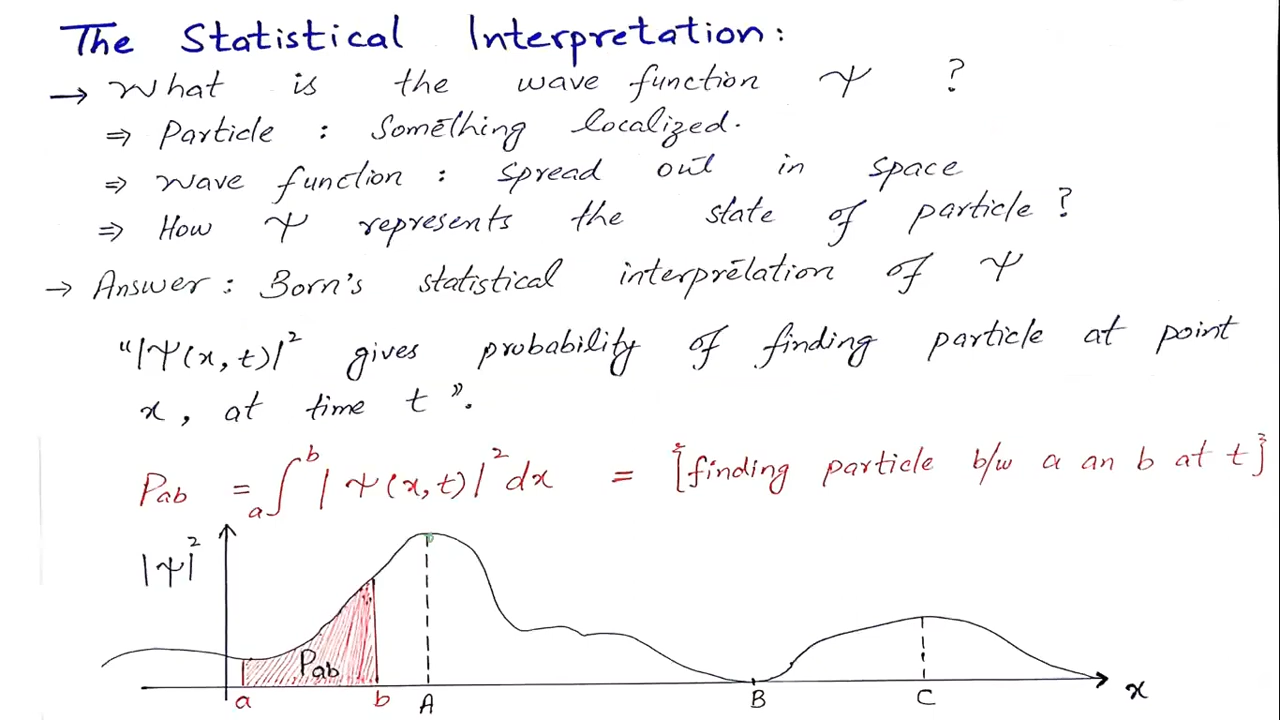 The Statistical Interpretation:
→ What is the wave function Ψ ?
⇒ Particle : Something localized.
⇒ wave function : spread out in space
⇒ How Ψ represents the state of particle ?
→ Answer : Born's statistical interpretation of Ψ
"|Ψ(x,t)|² gives probability of finding particle at point
x, at time t".
Pab = ∫ₐᵇ |Ψ(x,t)|² dx = [finding particle b/w a an b at t]
|Ψ|²
Pab
a b A B C x